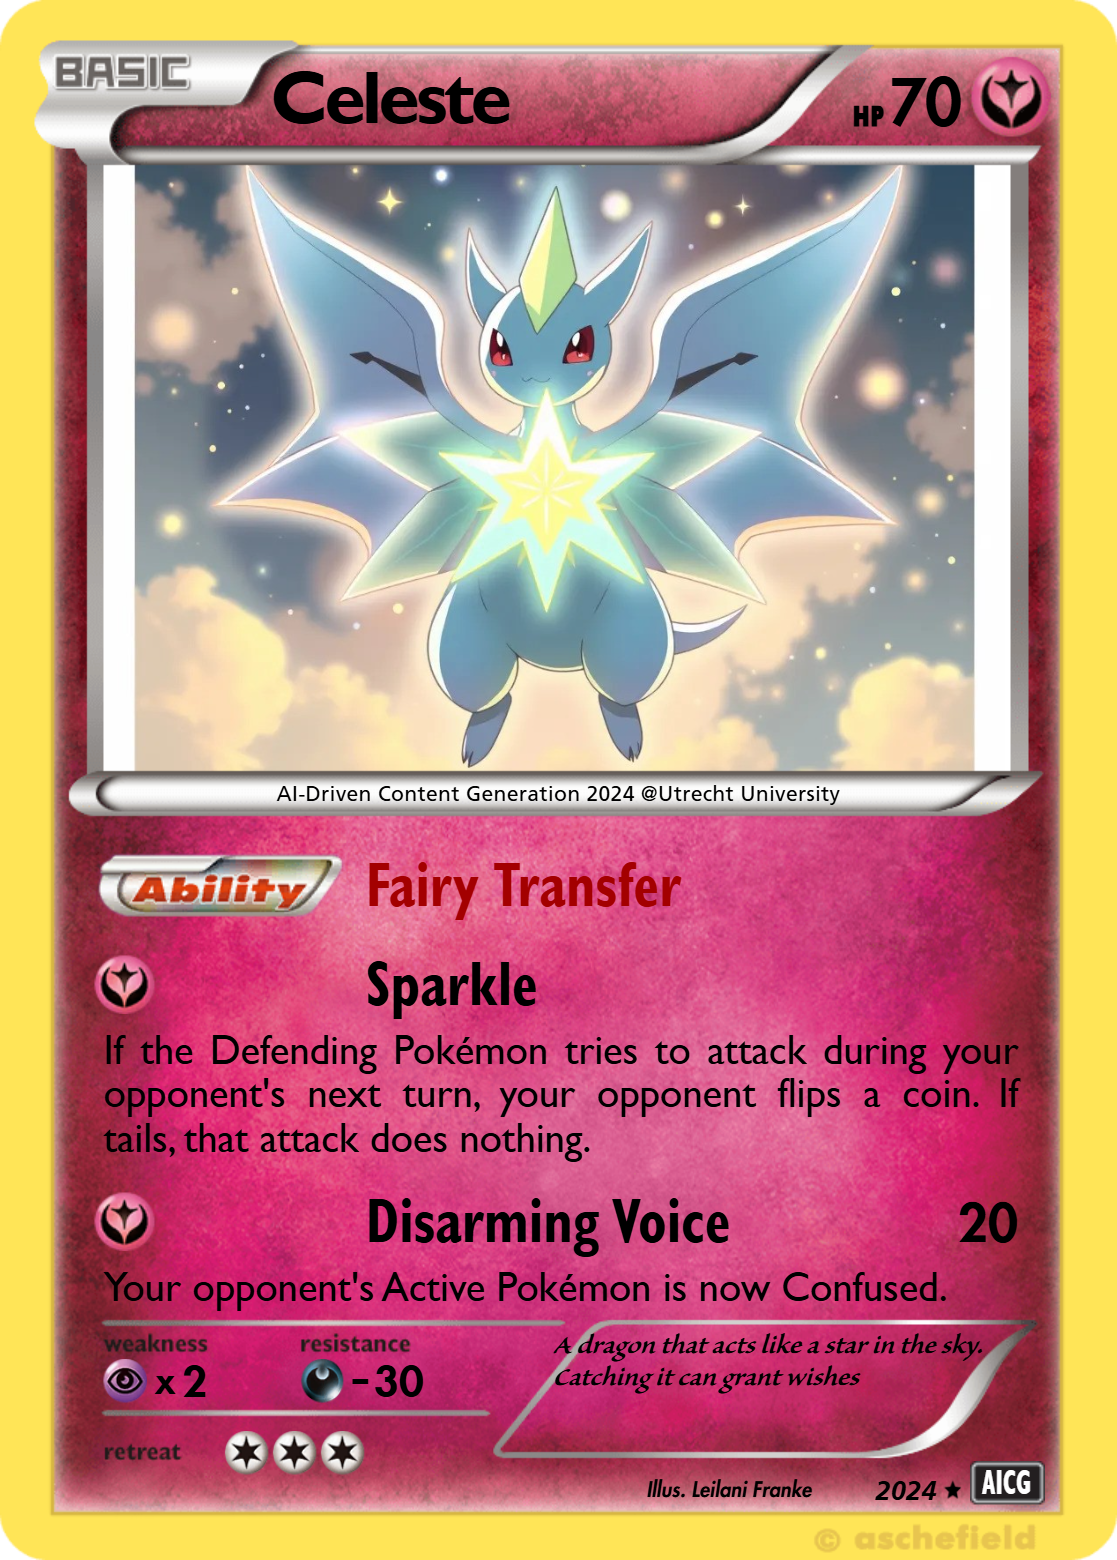 BASIC
Celeste
HP 70
AI-Driven Content Generation 2024 @Utrecht University
Ability Fairy Transfer
Sparkle
If the Defending Pokémon tries to attack during your
opponent's next turn, your opponent flips a coin. If
tails, that attack does nothing.
Disarming Voice 20
Your opponent's Active Pokémon is now Confused.
weakness resistance
x 2 -30
A dragon that acts like a star in the sky.
Catching it can grant wishes
retreat
Illus. Leilani Franke 2024 ★ AICG
© aschefield